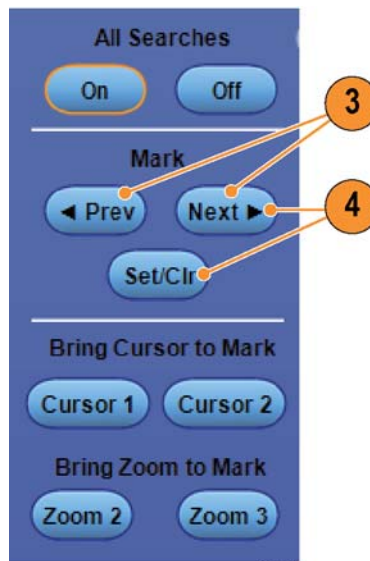 All Searches
On Off
3
Mark
◄ Prev Next ►
4
Set/Clr
Bring Cursor to Mark
Cursor 1 Cursor 2
Bring Zoom to Mark
Zoom 2 Zoom 3